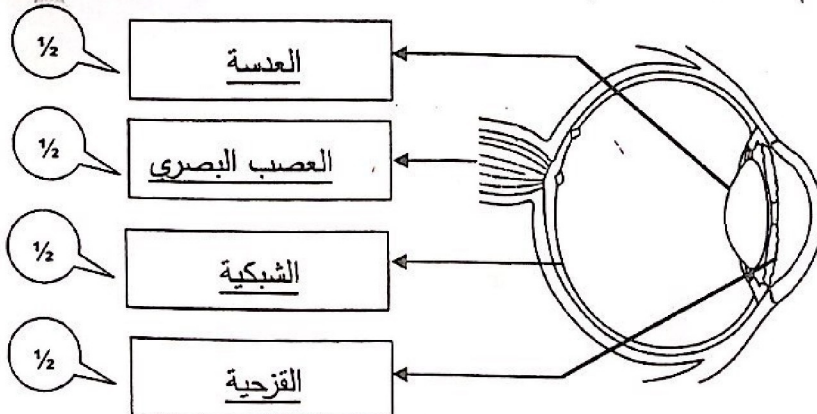 ½
العدسة
½
العصب البصري
½
الشبكية
½
القزحية